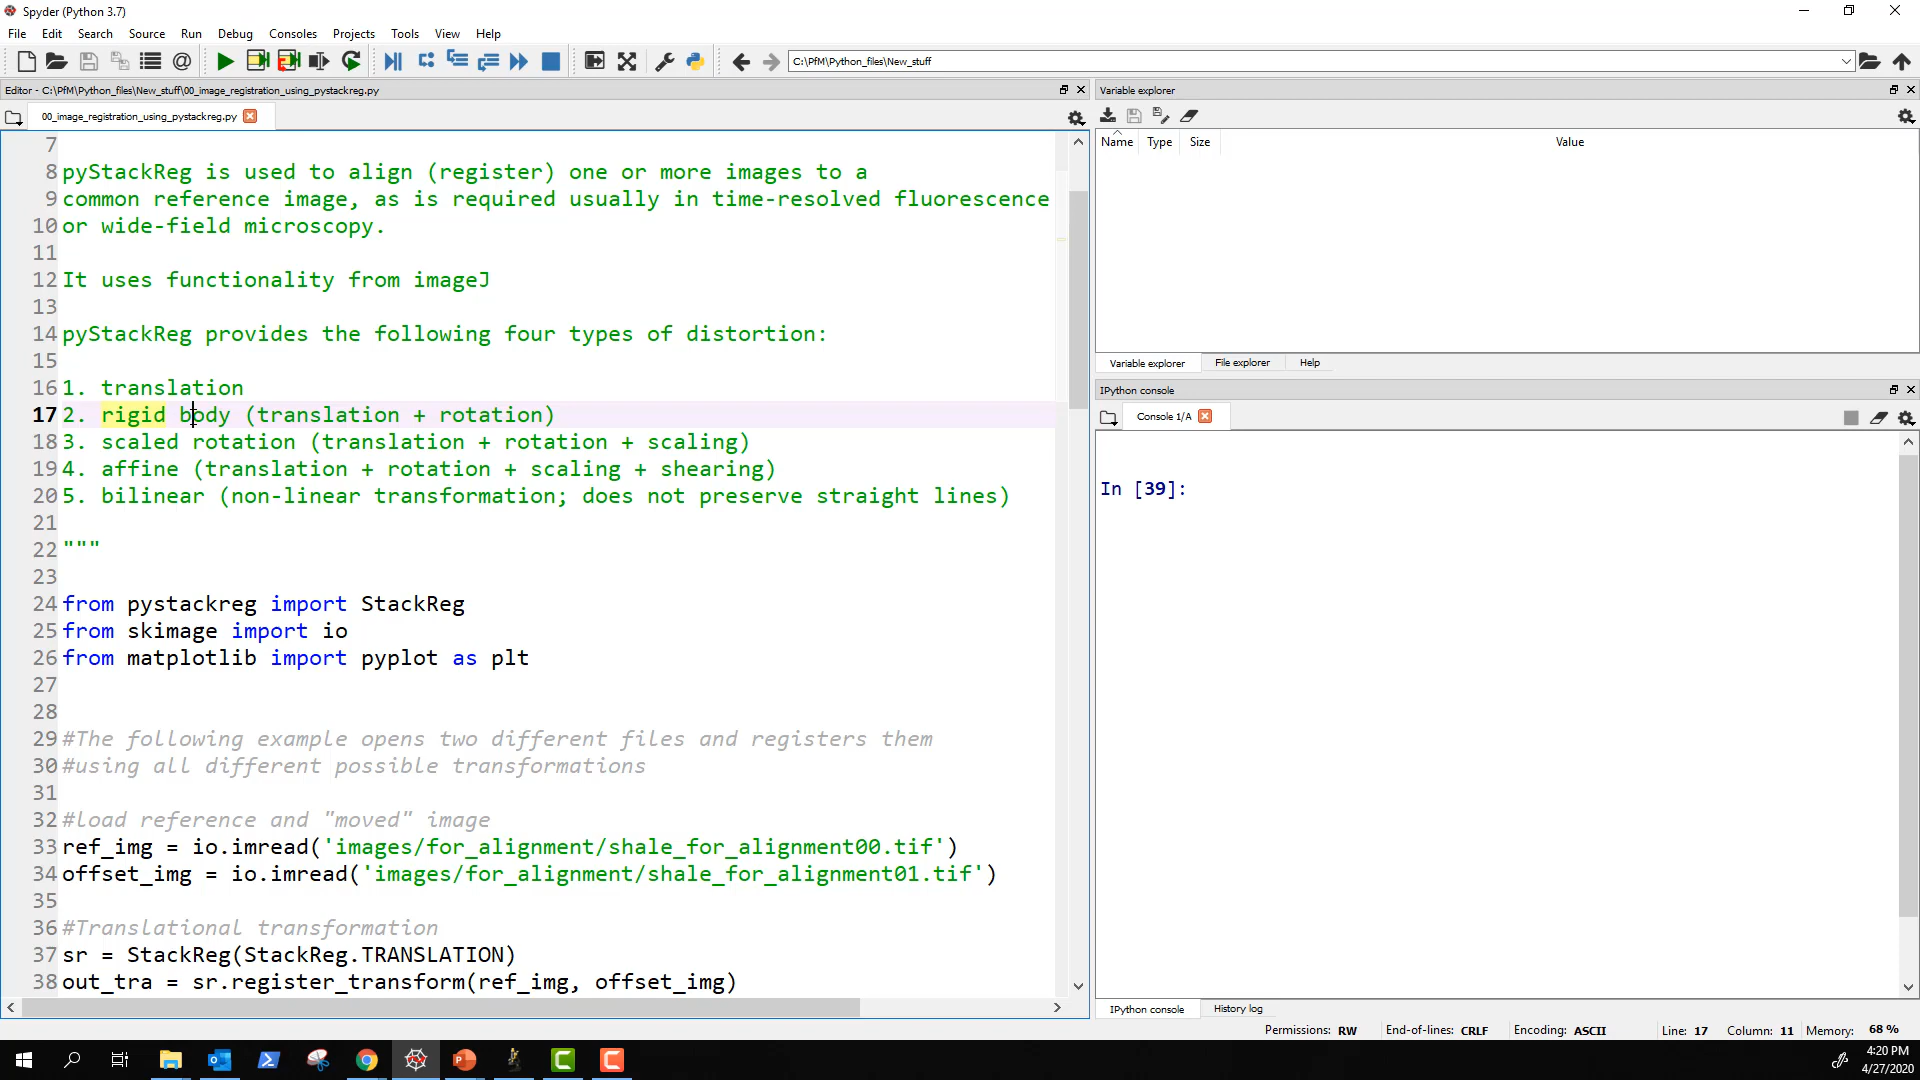 Spyder (Python 3.7)
File Edit Search Source Run Debug Consoles Projects Tools View Help
C:\PfM\Python_files\New_stuff
Editor - C:\PfM\Python_files\New_stuff\00_image_registration_using_pystackreg.py
00_image_registration_using_pystackreg.py
7
8 pyStackReg is used to align (register) one or more images to a
9 common reference image, as is required usually in time-resolved fluorescence
10 or wide-field microscopy.
11
12 It uses functionality from imageJ
13
14 pyStackReg provides the following four types of distortion:
15
16 1. translation
17 2. rigid body (translation + rotation)
18 3. scaled rotation (translation + rotation + scaling)
19 4. affine (translation + rotation + scaling + shearing)
20 5. bilinear (non-linear transformation; does not preserve straight lines)
21
22 """
23
24 from pystackreg import StackReg
25 from skimage import io
26 from matplotlib import pyplot as plt
27
28
29 #The following example opens two different files and registers them
30 #using all different possible transformations
31
32 #load reference and "moved" image
33 ref_img = io.imread('images/for_alignment/shale_for_alignment00.tif')
34 offset_img = io.imread('images/for_alignment/shale_for_alignment01.tif')
35
36 #Translational transformation
37 sr = StackReg(StackReg.TRANSLATION)
38 out_tra = sr.register_transform(ref_img, offset_img)
Variable explorer
Name Type Size Value
Variable explorer File explorer Help
IPython console
Console 1/A
In [39]:
IPython console History log
Permissions: RW End-of-lines: CRLF Encoding: ASCII Line: 17 Column: 11 Memory: 68 %
4:20 PM
4/27/2020